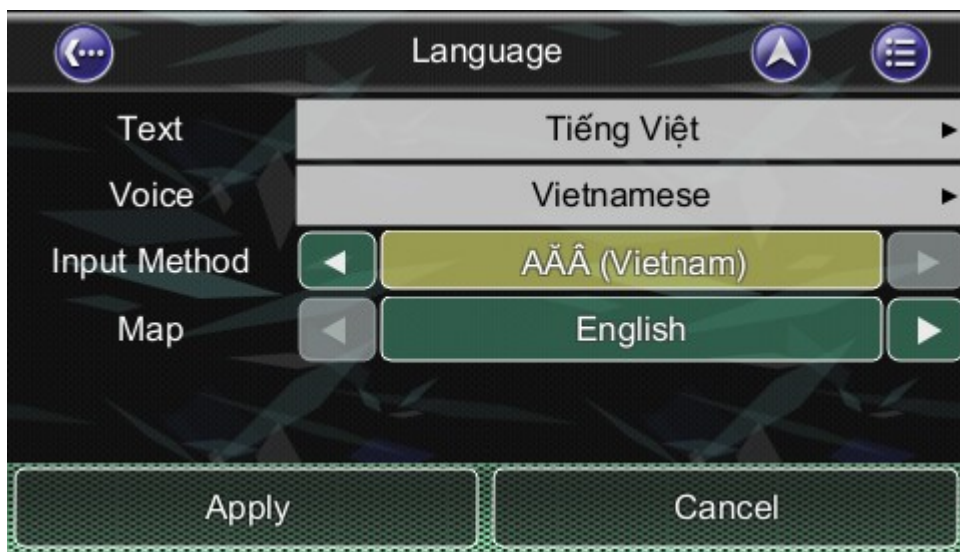 Language
Text Tiếng Việt
Voice Vietnamese
Input Method AĂÂ (Vietnam)
Map English
Apply Cancel